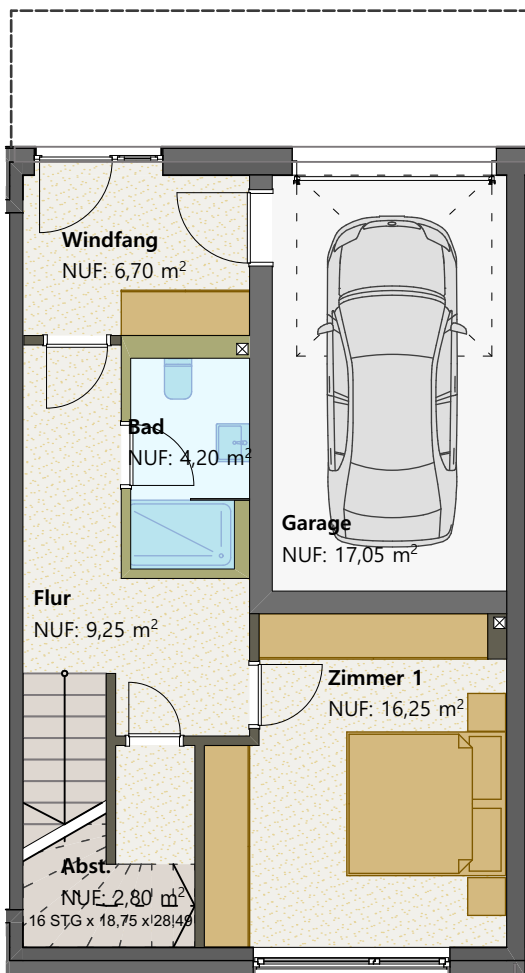 Windfang
NUF: 6,70 m²
Bad
NUF: 4,20 m²
Garage
NUF: 17,05 m²
Flur
NUF: 9,25 m²
Zimmer 1
NUF: 16,25 m²
Abst.
NUF: 2,80 m²
16 STG x 18,75 x 28,49